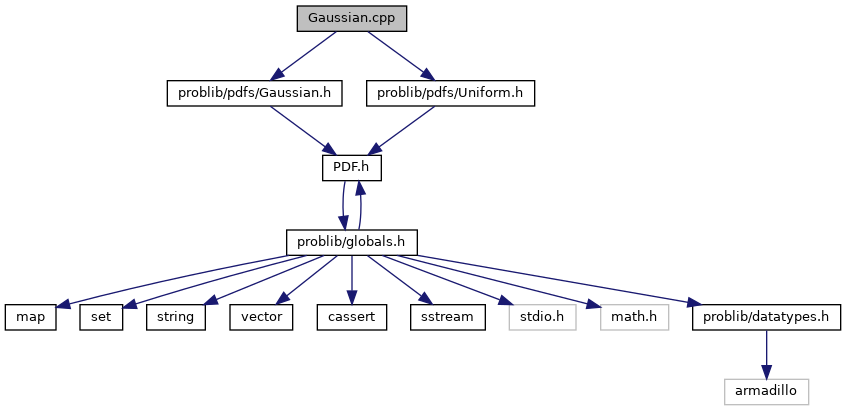 Gaussian.cpp
problib/pdfs/Gaussian.h
problib/pdfs/Uniform.h
PDF.h
problib/globals.h
map
set
string
vector
cassert
sstream
stdio.h
math.h
problib/datatypes.h
armadillo